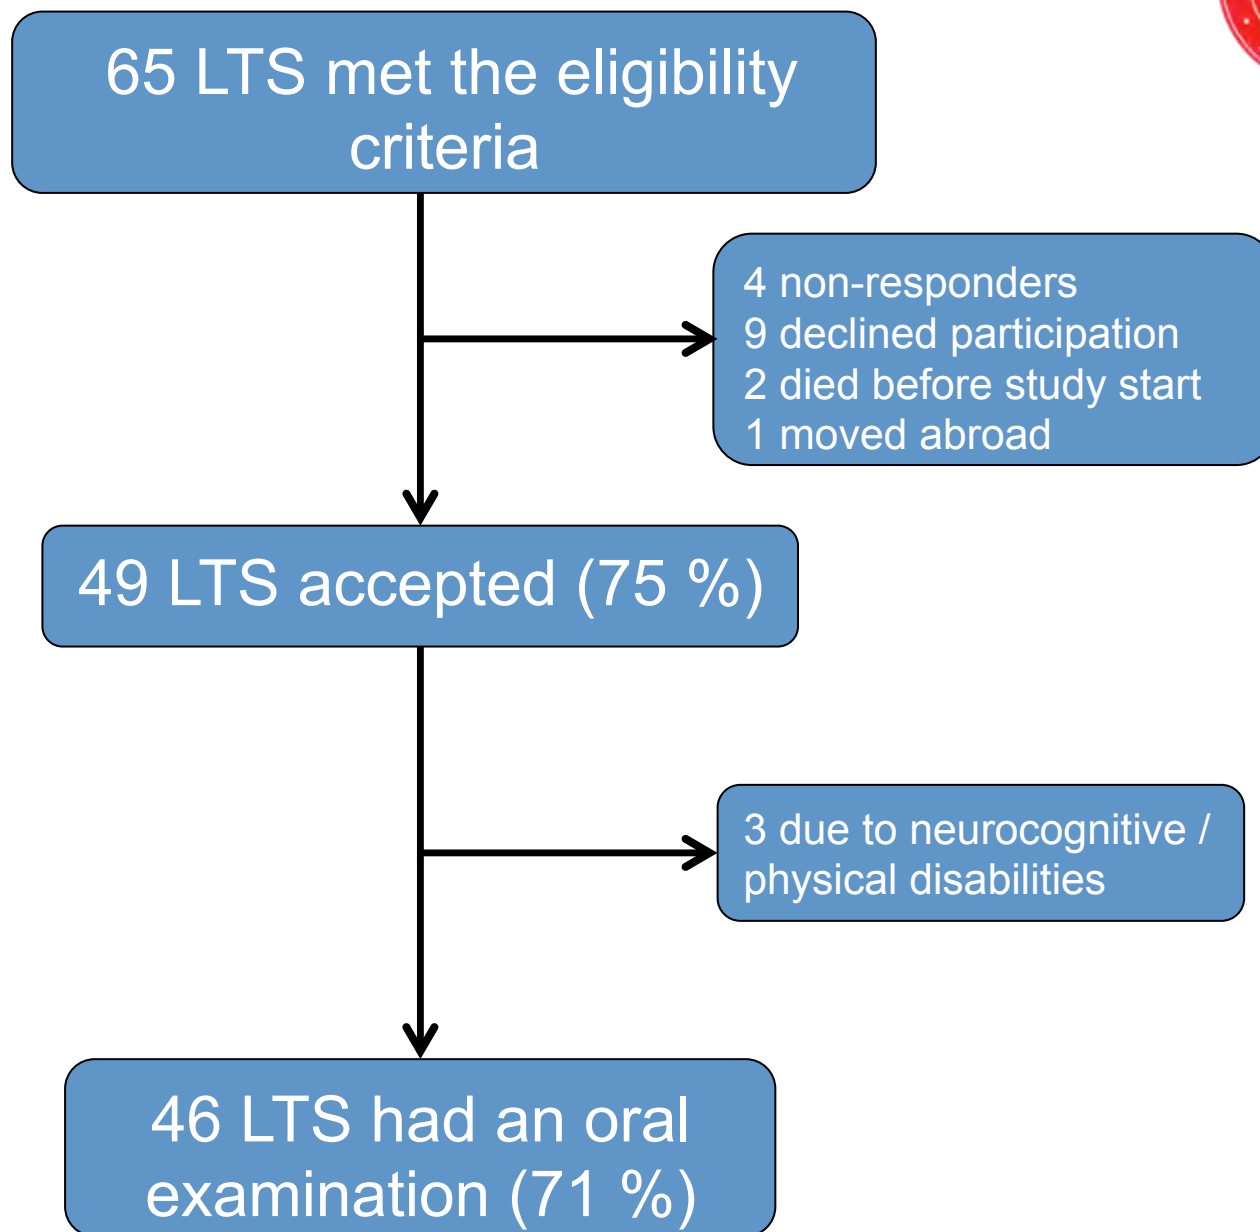 65 LTS met the eligibility
criteria
4 non-responders
9 declined participation
2 died before study start
1 moved abroad
49 LTS accepted (75 %)
3 due to neurocognitive /
physical disabilities
46 LTS had an oral
examination (71 %)